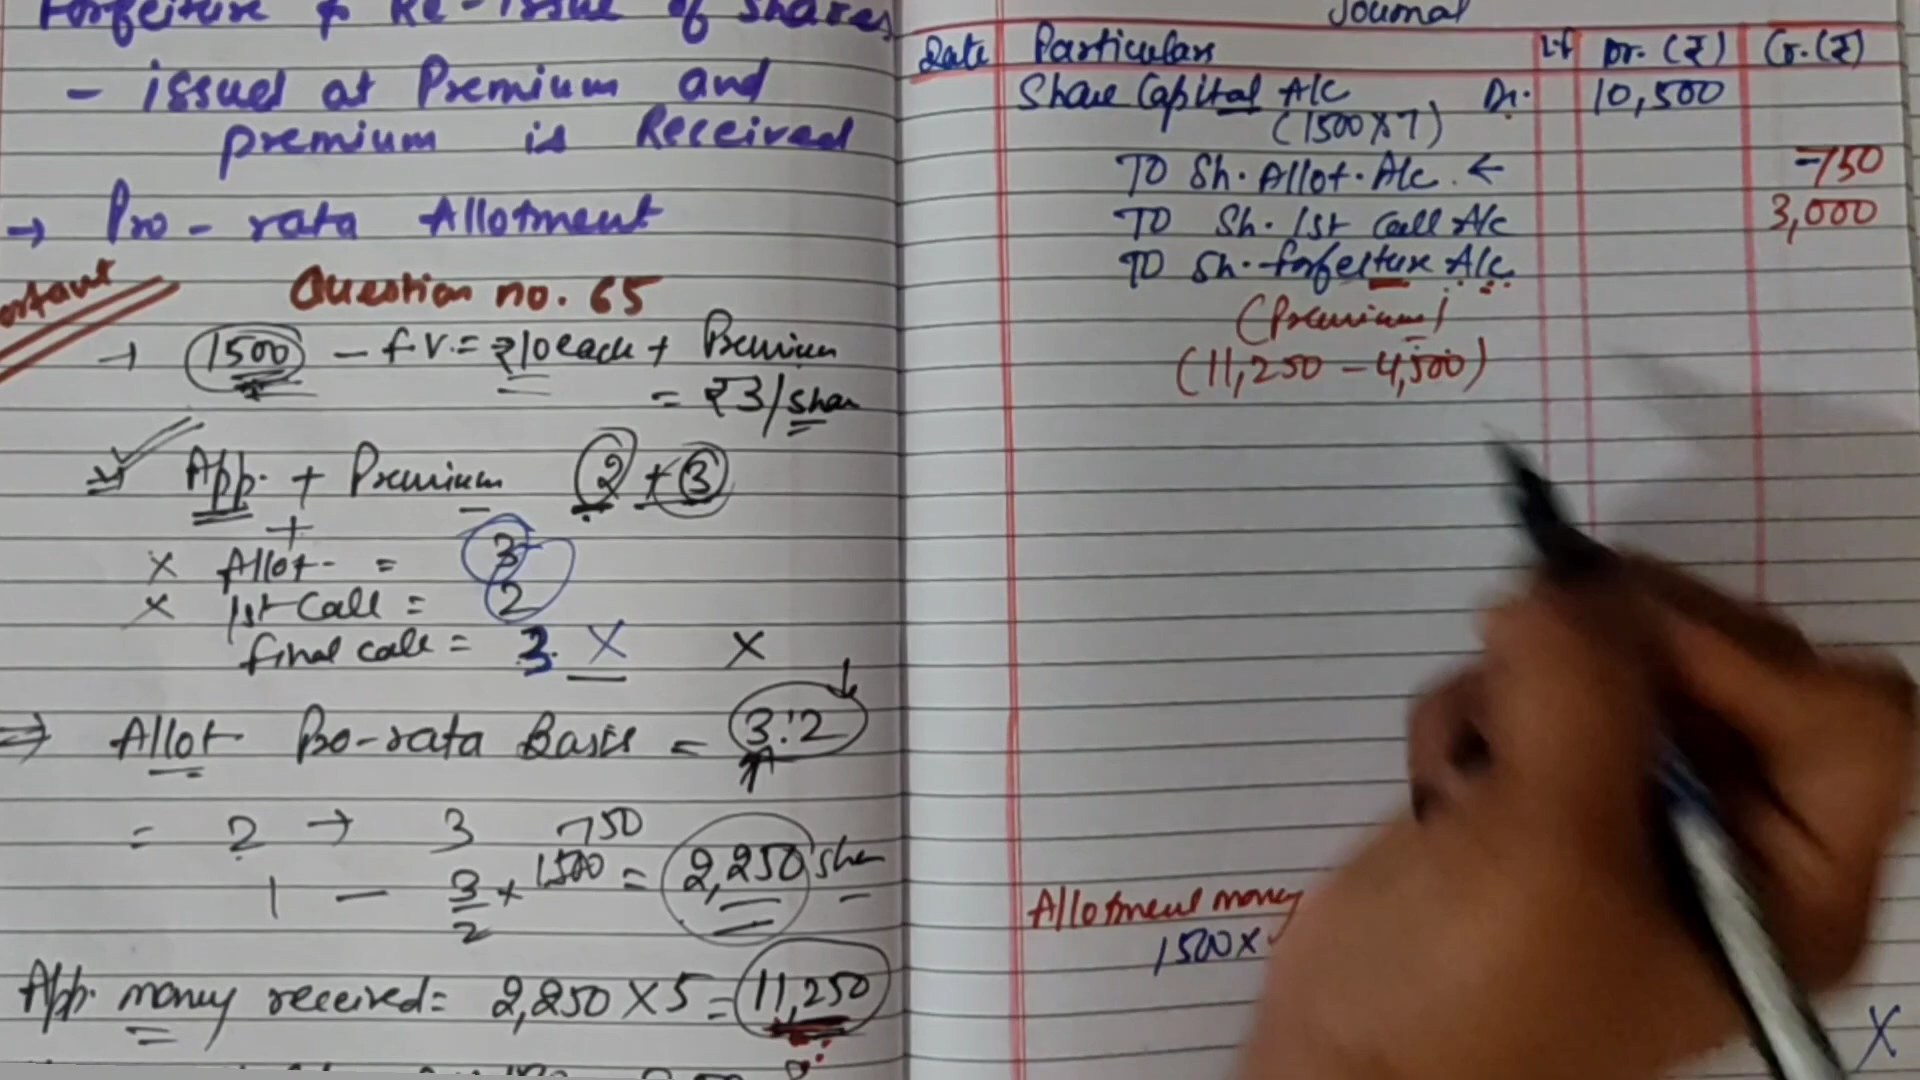 Forfeiture & Re-issue of Shares
- issued at Premium and
premium is Received
→ Pro-rata Allotment
Question no. 65
→ 1500 - f.V. = ₹10 each + Premium
= ₹3/share
App. + Premium 2 + 3
+
× Allot- = 3
× 1st Call = 2
final call = 3 × ×
⇒ Allot Pro-rata Basis = 3:2
= 2 → 3 750
1 - 3/2 × 1500 = 2,250 share
App. money received = 2,250 × 5 = 11,250
Journal
Date Particulars L.f Dr. (₹) Cr. (₹)
Share Capital A/c Dr. 10,500
(1500×7)
TO Sh. Allot. A/c. ← 750
TO Sh. 1st Call A/c 3,000
TO Sh. forfeiture A/c.
(Premium)
(11,250 - 4,500)
Allotment money
1500×
×